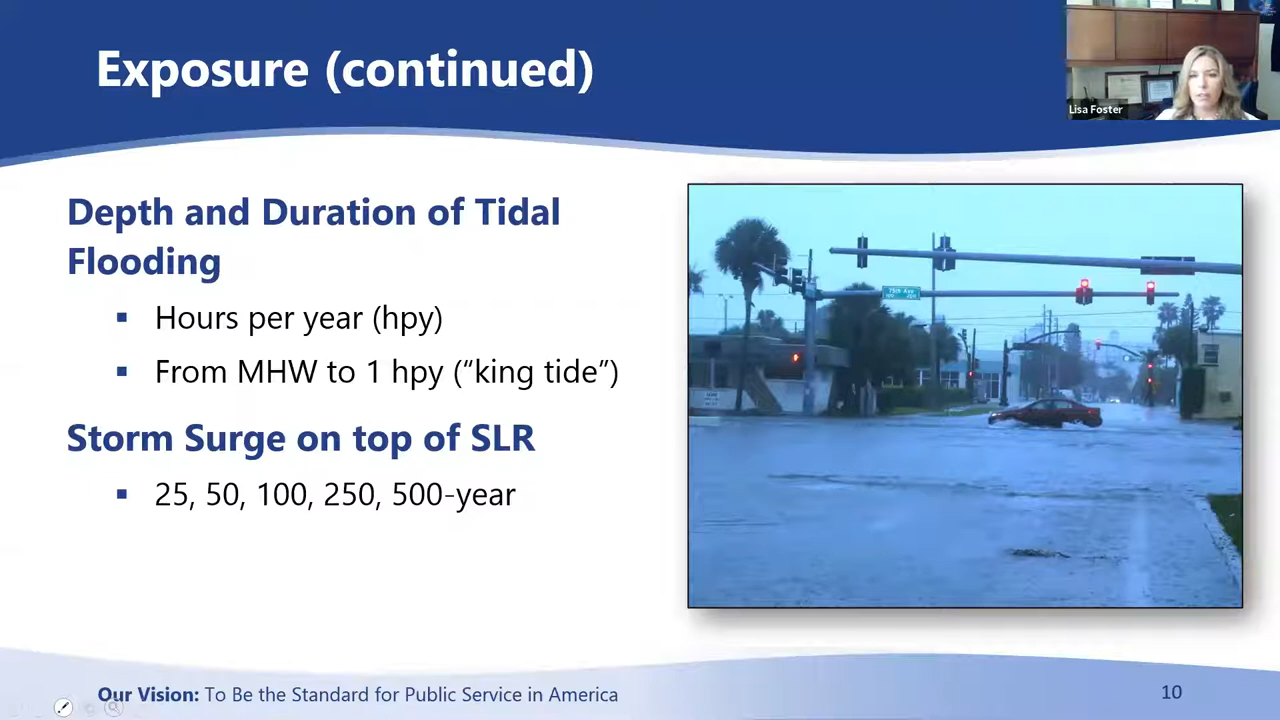 Exposure (continued)
Lisa Foster
Depth and Duration of Tidal
Flooding
▪ Hours per year (hpy)
▪ From MHW to 1 hpy (“king tide”)
Storm Surge on top of SLR
▪ 25, 50, 100, 250, 500-year
75th Ave
Our Vision: To Be the Standard for Public Service in America
10